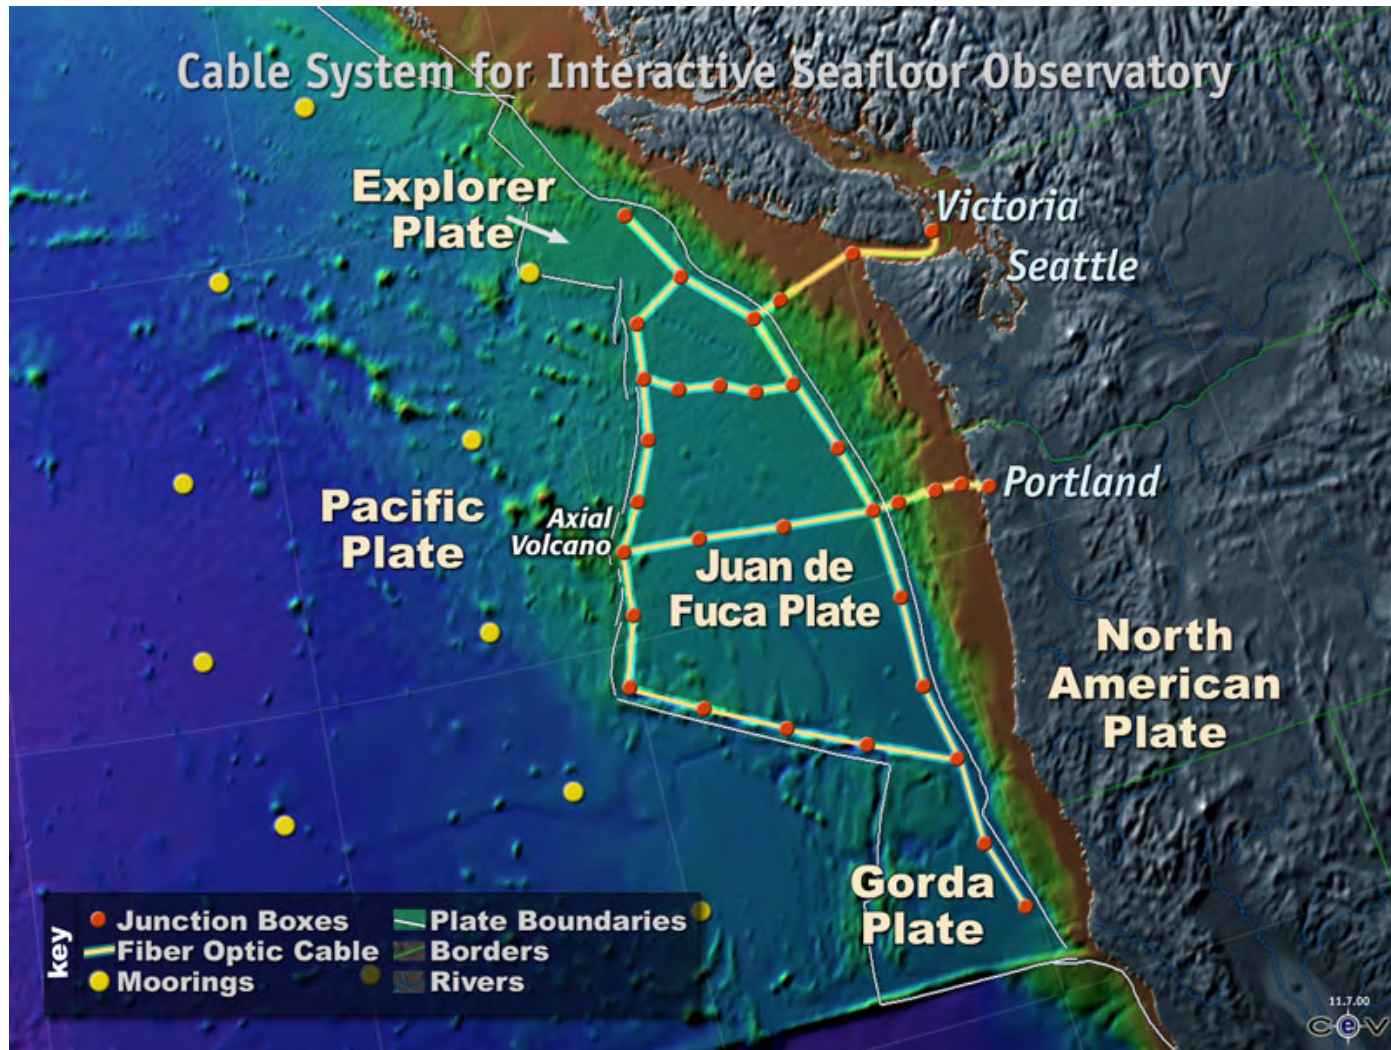 Cable System for Interactive Seafloor Observatory
Explorer
Plate
Victoria
Seattle
Pacific
Plate
Axial
Volcano
Portland
Juan de
Fuca Plate
North
American
Plate
Gorda
Plate
key
Junction Boxes
Fiber Optic Cable
Moorings
Plate Boundaries
Borders
Rivers
11.7.00
CeV